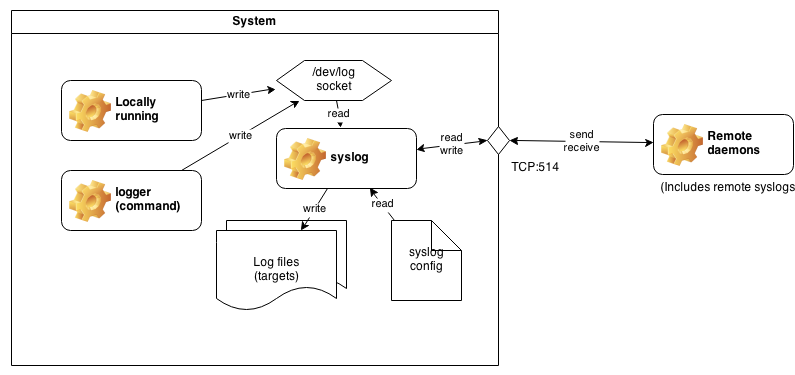 System
/dev/log
socket
Locally
running
write
read
write
syslog
read
write
send
receive
Remote
daemons
TCP:514
(Includes remote syslogs
logger
(command)
write
read
Log files
(targets)
syslog
config